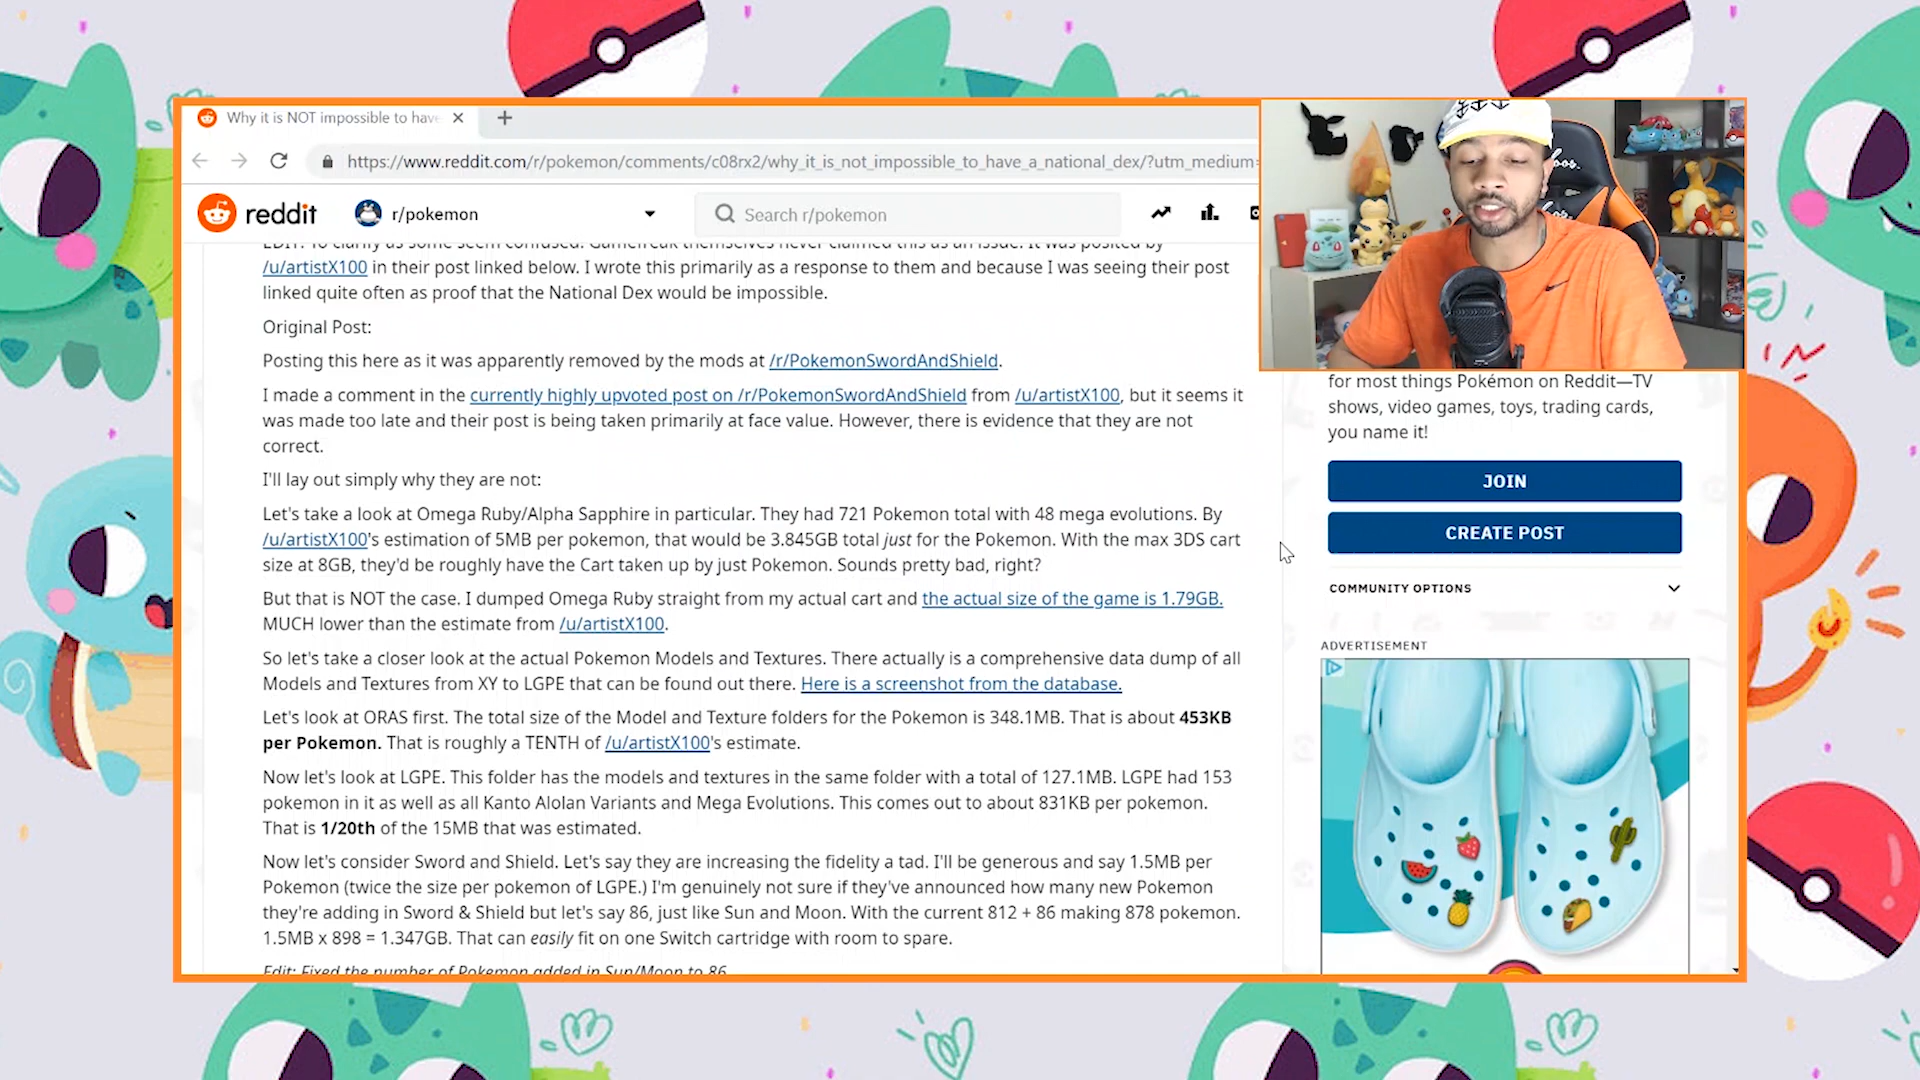 Why it is NOT impossible to have
https://www.reddit.com/r/pokemon/comments/c08rx2/why_it_is_not_impossible_to_have_a_national_dex/?utm_medium=
reddit
r/pokemon
Search r/pokemon
EDIT: To clarify as some seem confused: GameFreak themselves never claimed this as an issue. It was posited by
/u/artistX100 in their post linked below. I wrote this primarily as a response to them and because I was seeing their post
linked quite often as proof that the National Dex would be impossible.
Original Post:
Posting this here as it was apparently removed by the mods at /r/PokemonSwordAndShield.
I made a comment in the currently highly upvoted post on /r/PokemonSwordAndShield from /u/artistX100, but it seems it
was made too late and their post is being taken primarily at face value. However, there is evidence that they are not
correct.
I'll lay out simply why they are not:
Let's take a look at Omega Ruby/Alpha Sapphire in particular. They had 721 Pokemon total with 48 mega evolutions. By
/u/artistX100's estimation of 5MB per pokemon, that would be 3.845GB total just for the Pokemon. With the max 3DS cart
size at 8GB, they'd be roughly have the Cart taken up by just Pokemon. Sounds pretty bad, right?
But that is NOT the case. I dumped Omega Ruby straight from my actual cart and the actual size of the game is 1.79GB.
MUCH lower than the estimate from /u/artistX100.
So let's take a closer look at the actual Pokemon Models and Textures. There actually is a comprehensive data dump of all
Models and Textures from XY to LGPE that can be found out there. Here is a screenshot from the database.
Let's look at ORAS first. The total size of the Model and Texture folders for the Pokemon is 348.1MB. That is about 453KB
per Pokemon. That is roughly a TENTH of /u/artistX100's estimate.
Now let's look at LGPE. This folder has the models and textures in the same folder with a total of 127.1MB. LGPE had 153
pokemon in it as well as all Kanto Alolan Variants and Mega Evolutions. This comes out to about 831KB per pokemon.
That is 1/20th of the 15MB that was estimated.
Now let's consider Sword and Shield. Let's say they are increasing the fidelity a tad. I'll be generous and say 1.5MB per
Pokemon (twice the size per pokemon of LGPE.) I'm genuinely not sure if they've announced how many new Pokemon
they're adding in Sword & Shield but let's say 86, just like Sun and Moon. With the current 812 + 86 making 878 pokemon.
1.5MB x 898 = 1.347GB. That can easily fit on one Switch cartridge with room to spare.
Edit: Fixed the number of Pokemon added in Sun/Moon to 86
for most things Pokémon on Reddit—TV
shows, video games, toys, trading cards,
you name it!
JOIN
CREATE POST
COMMUNITY OPTIONS
ADVERTISEMENT